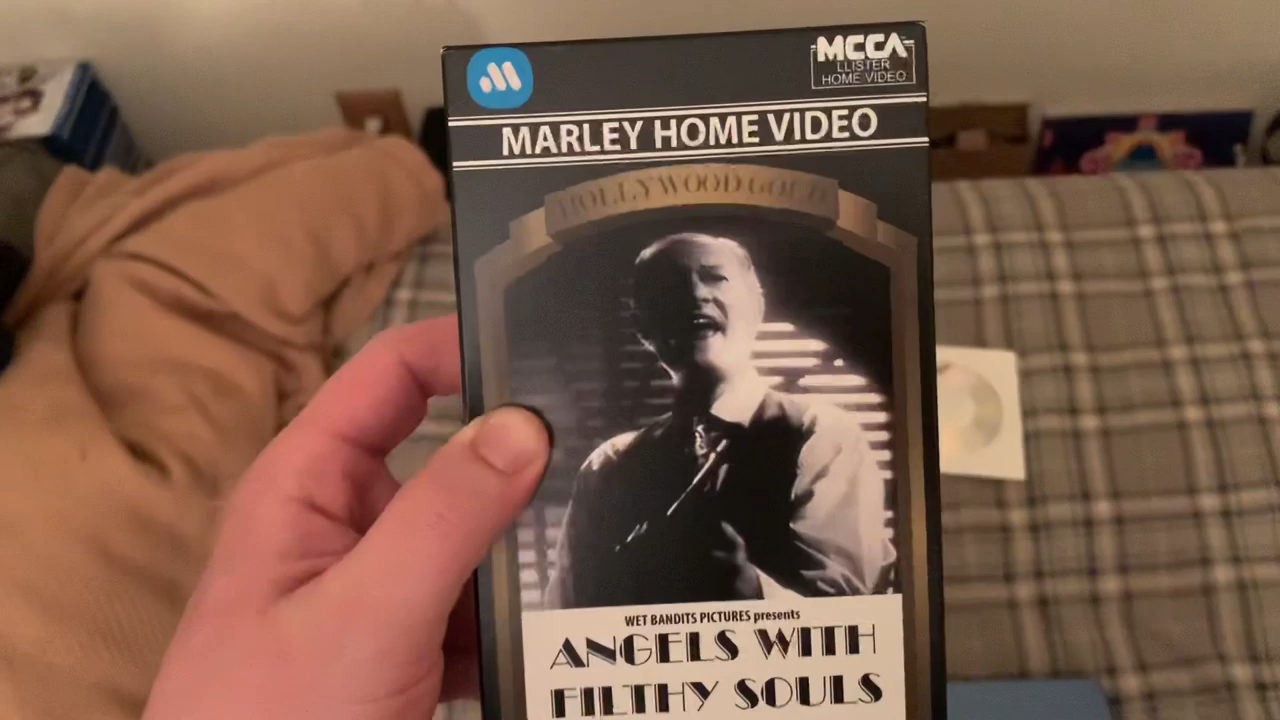 MCCA
LLISTER
HOME VIDEO
MARLEY HOME VIDEO
HOLLYWOOD GOLD
WET BANDITS PICTURES presents
ANGELS WITH
FILTHY SOULS